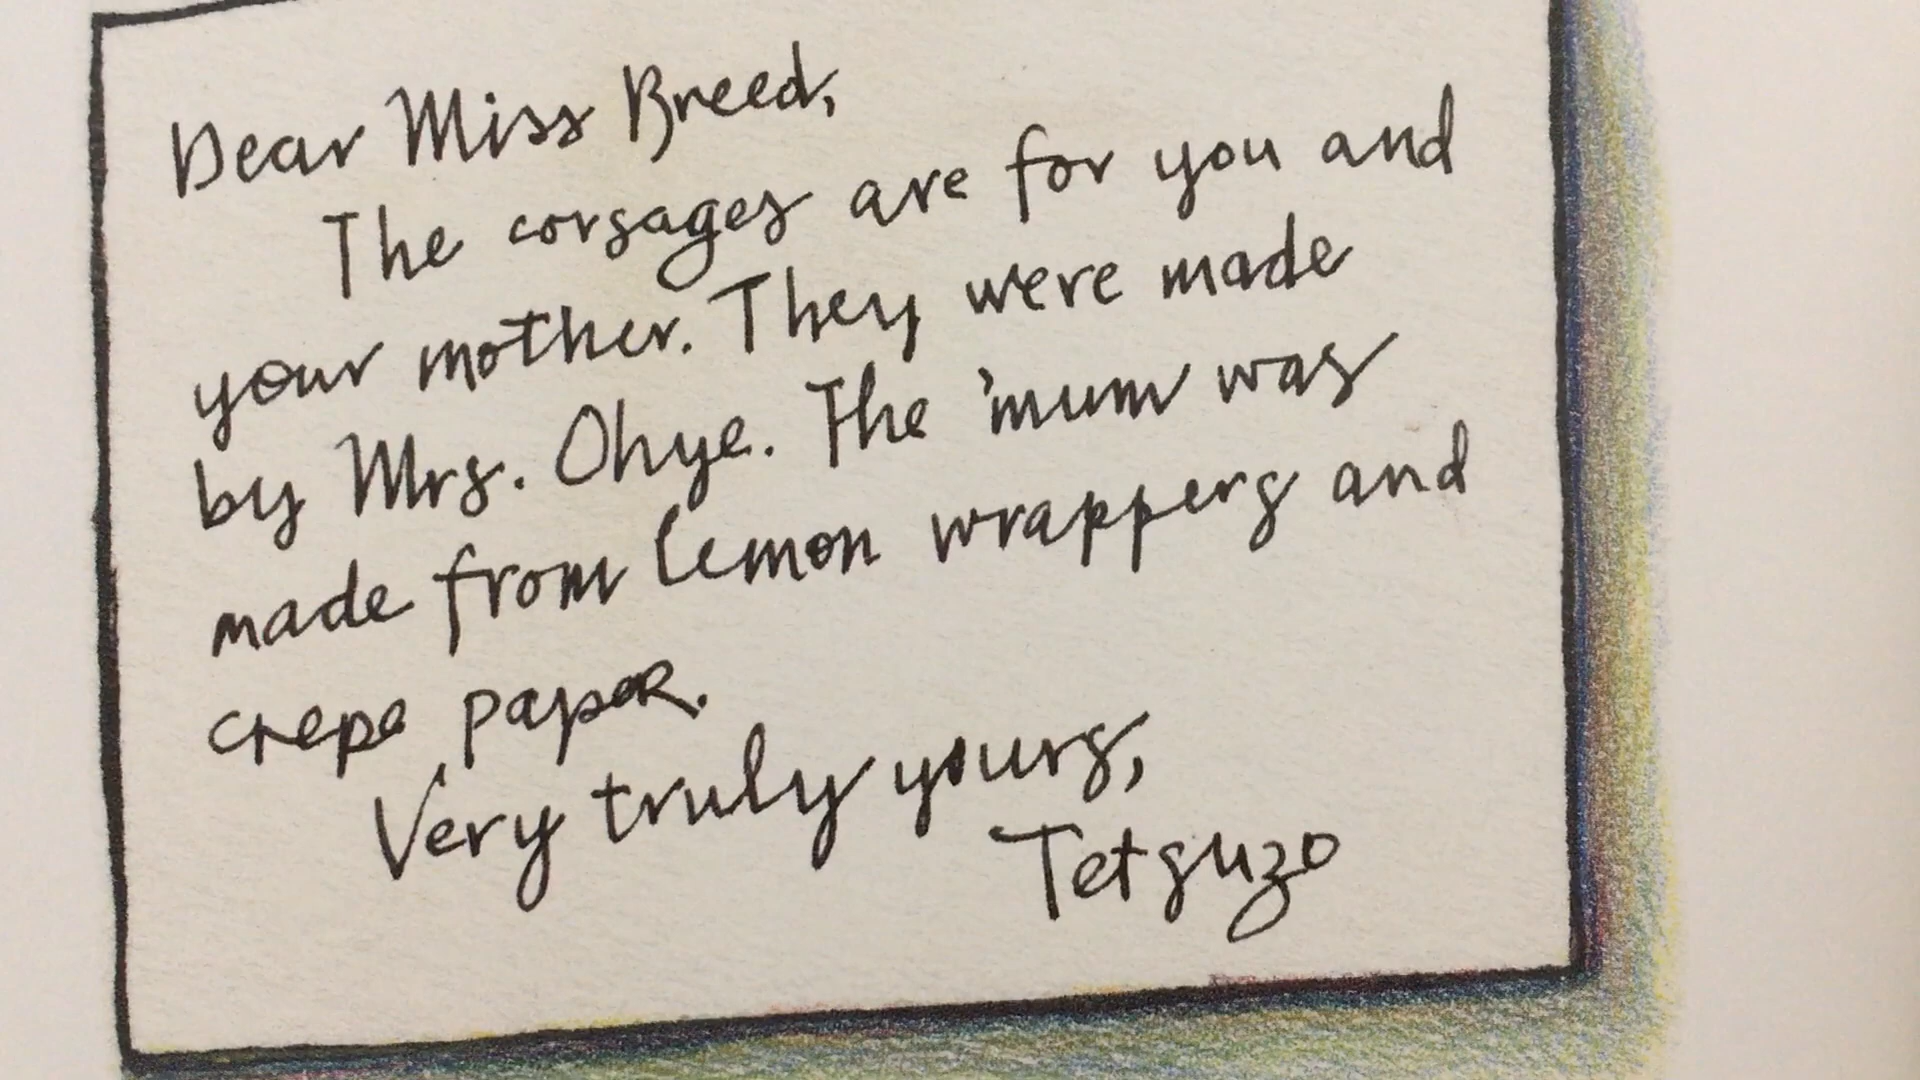 Dear Miss Breed,
The corsages are for you and
your mother. They were made
by Mrs. Ohye. The 'mum was
made from lemon wrappers and
crepe paper.
Very truly yours,
Tetsuzo